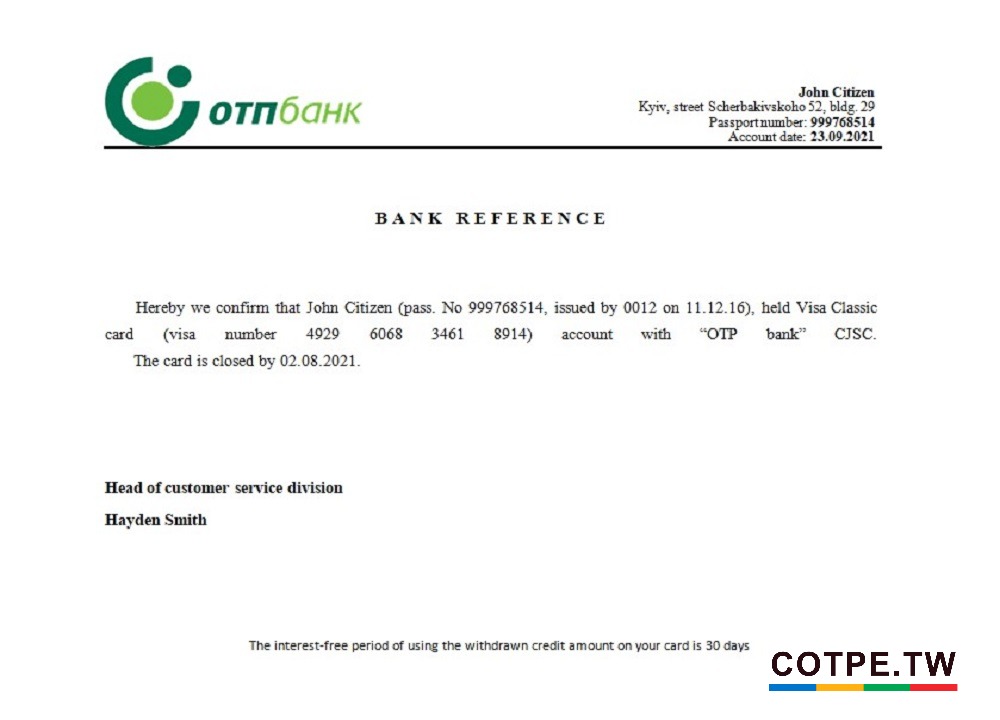 отпбанк
John Citizen
Kyiv, street Scherbakivskoho 52, bldg. 29
Passport number: 999768514
Account date: 23.09.2021
BANK REFERENCE
Hereby we confirm that John Citizen (pass. No 999768514, issued by 0012 on 11.12.16), held Visa Classic
card (visa number 4929 6068 3461 8914) account with “OTP bank” CJSC.
The card is closed by 02.08.2021.
Head of customer service division
Hayden Smith
The interest-free period of using the withdrawn credit amount on your card is 30 days
COTPE.TW